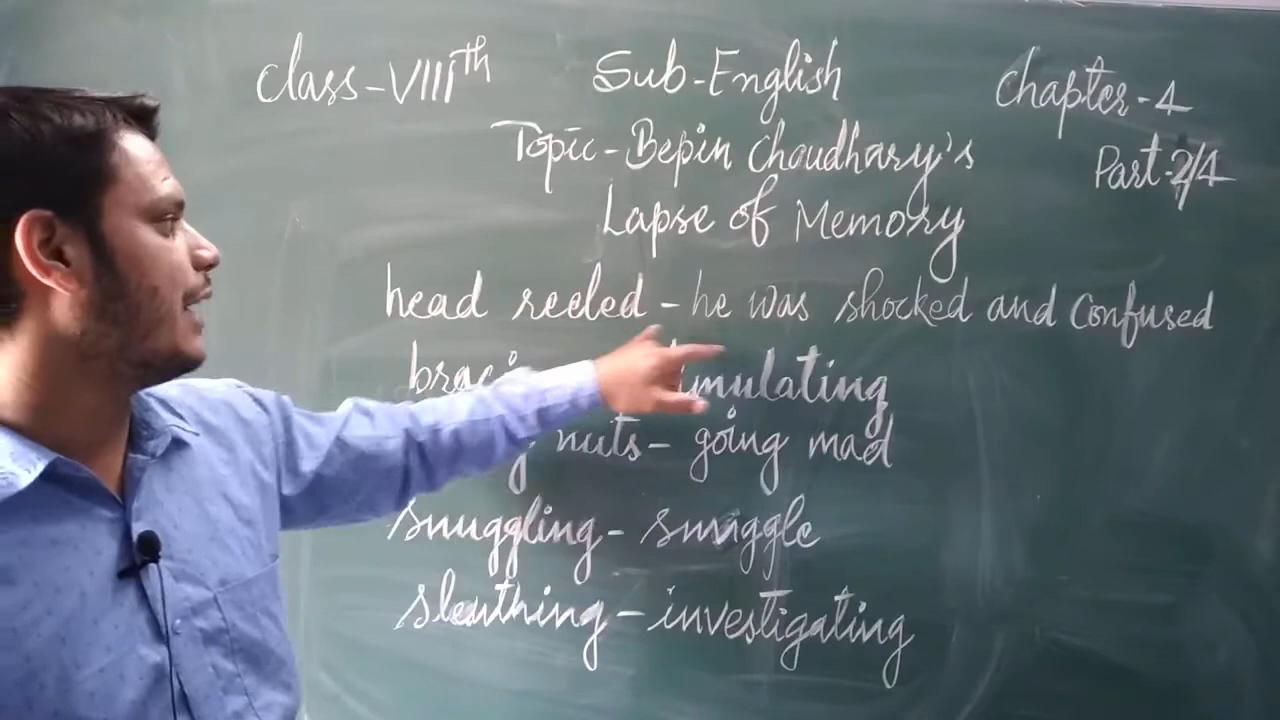 Class-VIIIth
Sub-English
Chapter-4
Topic-Bepin Choudhary's
Part-2/4
Lapse of Memory
head reeled - he was shocked and Confused
nuts - going mad
snuggling - snuggle
sleuthing - investigating